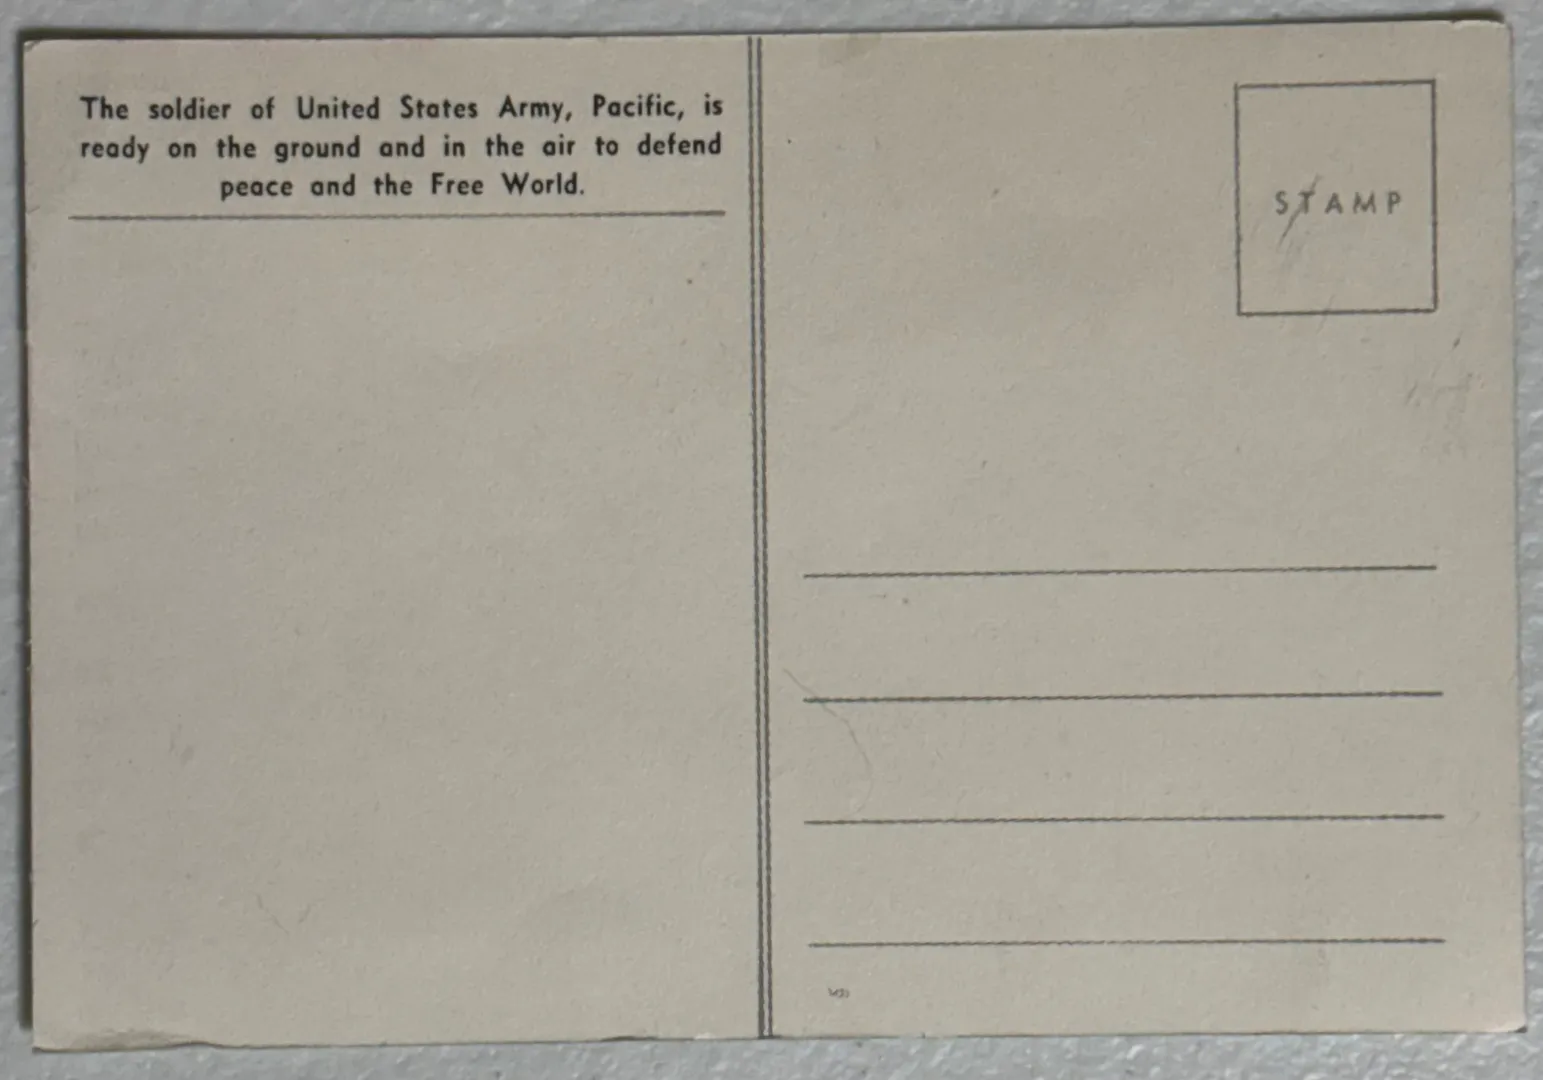 The soldier of United States Army, Pacific, is
ready on the ground and in the air to defend
peace and the Free World.
STAMP